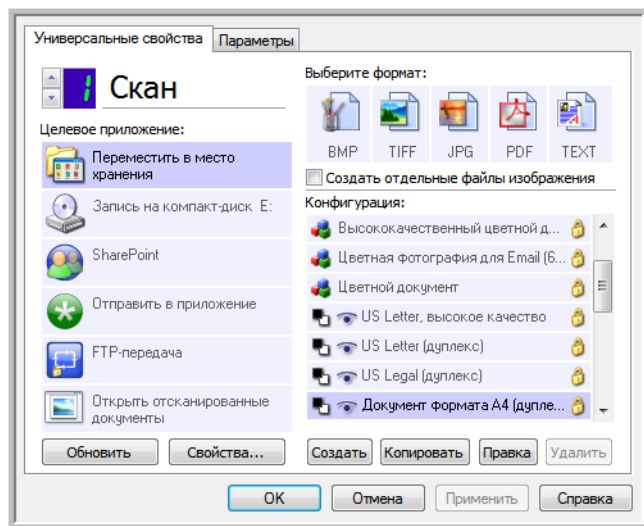 Универсальные свойства
Параметры
1
Скан
Целевое приложение:
Переместить в место
хранения
Запись на компакт-диск E:
SharePoint
Отправить в приложение
FTP-передача
Открыть отсканированные
документы
Обновить
Свойства...
Выберите формат:
BMP
TIFF
JPG
PDF
TEXT
Создать отдельные файлы изображения
Конфигурация:
Высококачественный цветной д...
Цветная фотография для Email (6...
Цветной документ
US Letter, высокое качество
US Letter (дуплекс)
US Legal (дуплекс)
Документ формата А4 (дупле...
Создать
Копировать
Правка
Удалить
ОК
Отмена
Применить
Справка